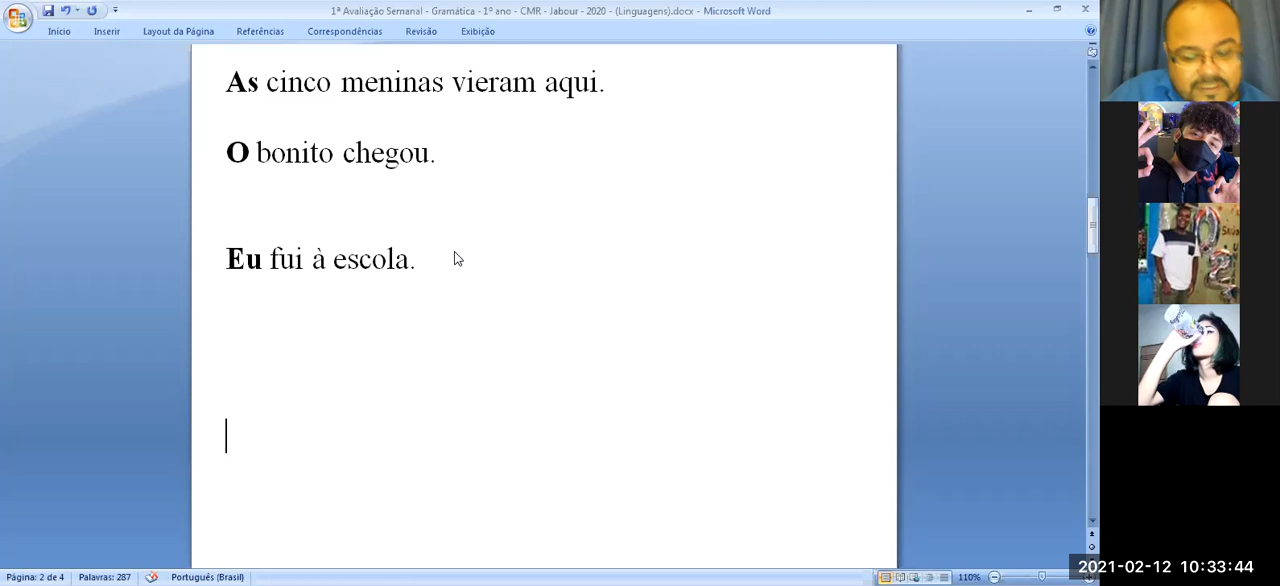 1ª Avaliação Semanal - Gramática - 1º ano - CMR - Jabour - 2020 - (Linguagens).docx - Microsoft Word
Início Inserir Layout da Página Referências Correspondências Revisão Exibição
As cinco meninas vieram aqui.
O bonito chegou.
Eu fui à escola.
Página: 2 de 4 Palavras: 287 Português (Brasil) 110%
2021-02-12 10:33:44